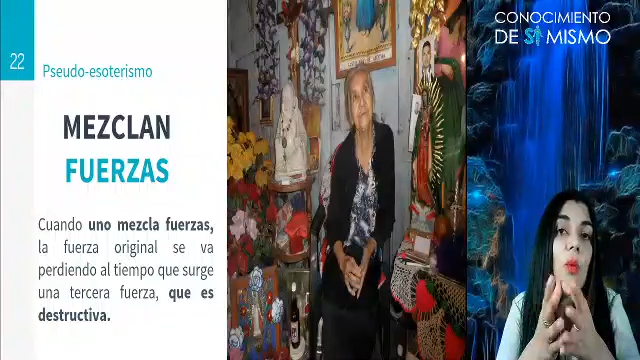 22
Pseudo-esoterismo
MEZCLAN
FUERZAS
Cuando uno mezcla fuerzas,
la fuerza original se va
perdiendo al tiempo que surge
una tercera fuerza, que es
destructiva.
CONOCIMIENTO
DE SÍ MISMO